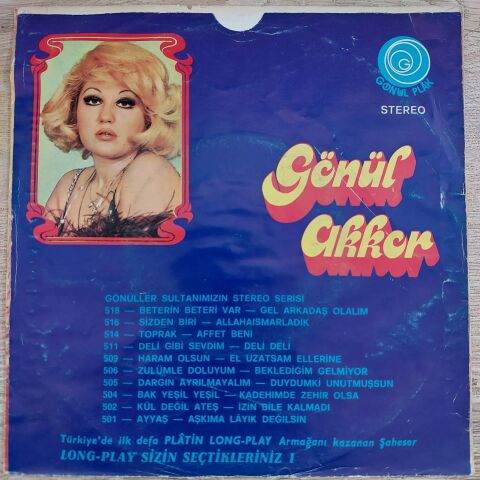 GÖNÜL PLÂK
STEREO
Gönül
Akkor
GÖNÜLLER SULTANIMIZIN STEREO SERİSİ
518 — BETERİN BETERİ VAR — GEL ARKADAŞ OLALIM
516 — SİZDEN BİRİ — ALLAHAISMARLADIK
514 — TOPRAK — AFFET BENİ
511 — DELİ GİBİ SEVDİM — DELİ DELİ
509 — HARAM OLSUN — EL UZATSAM ELLERİNE
506 — ZULÜMLE DOLUYUM — BEKLEDİĞİM GELMİYOR
505 — DARGIN AYRILMAYALIM — DUYDUMKİ UNUTMUŞSUN
504 — BAK YEŞİL YEŞİL — KADEHİMDE ZEHİR OLSA
502 — KÜL DEĞİL ATEŞ — İZİN BİLE KALMADI
501 — AYYAŞ — AŞKIMA LÂYIK DEĞİLSİN
Türkiye'de ilk defa PLÂTİN LONG-PLAY Armağanı kazanan Şaheser
LONG-PLAY SİZİN SEÇTİKLERİNİZ I